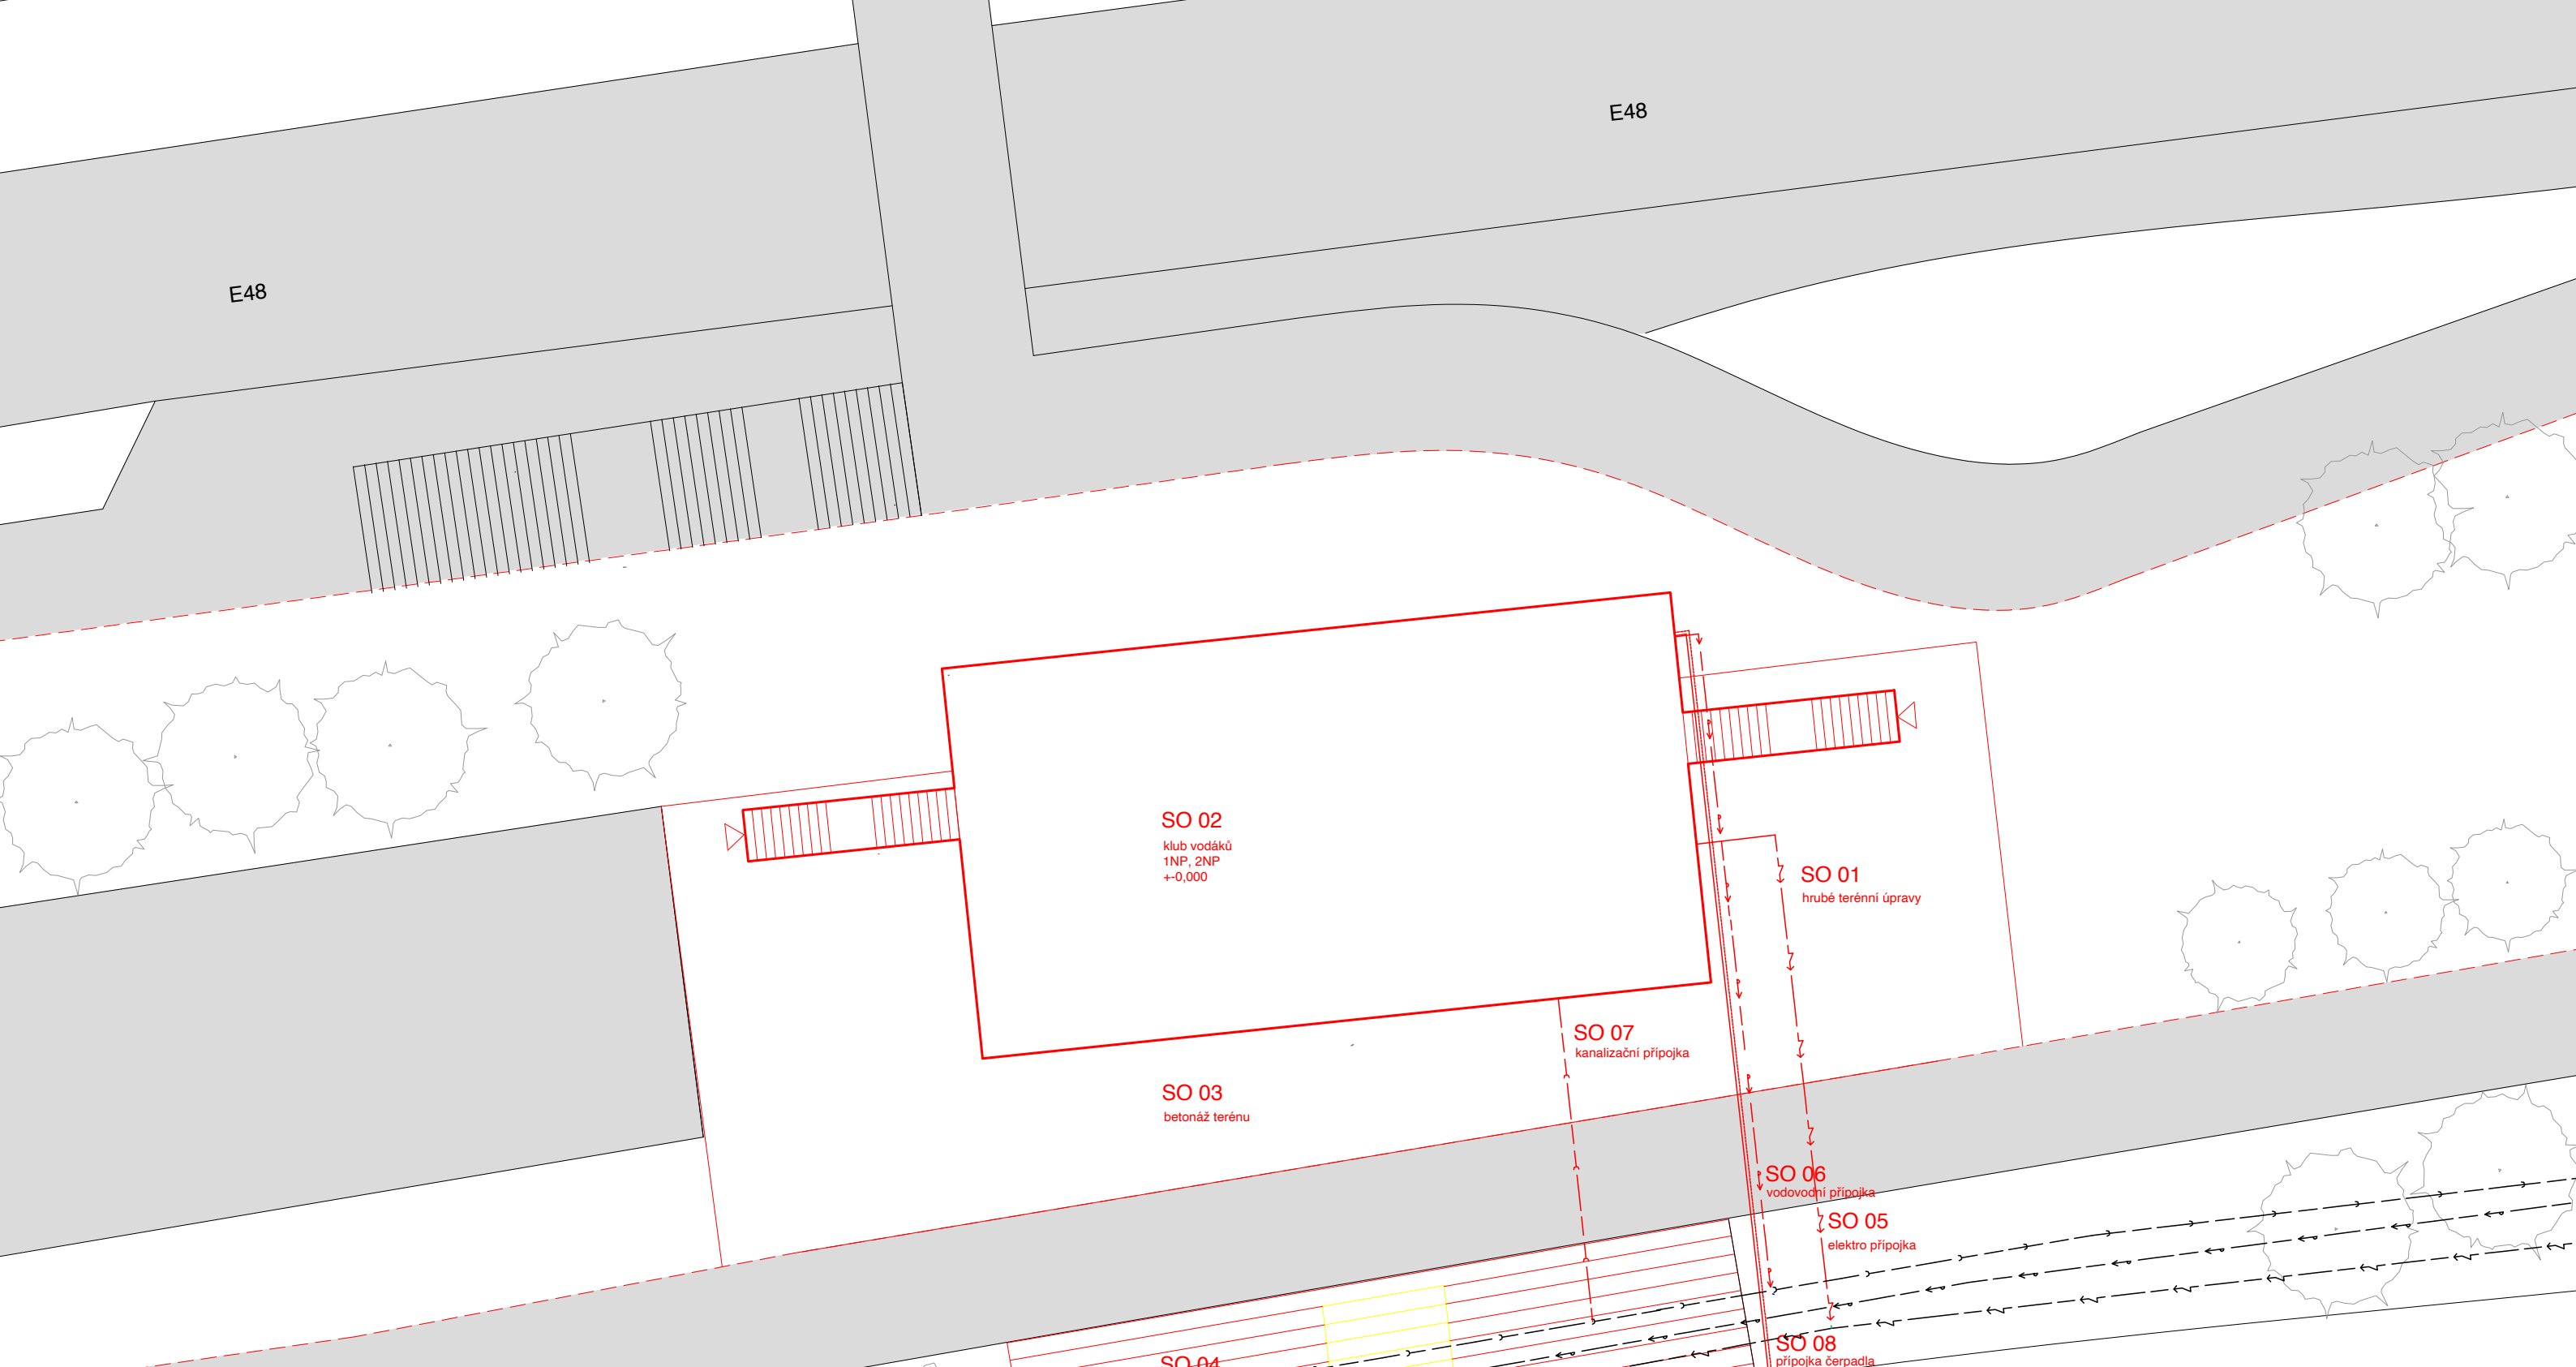 E48
E48
SO 02
klub vodáků
1NP, 2NP
+-0,000
SO 01
hrubé terénní úpravy
SO 07
kanalizační přípojka
SO 03
betonáž terénu
SO 06
vodovodní přípojka
SO 05
elektro přípojka
SO 08
přípojka čerpadla
SO 04